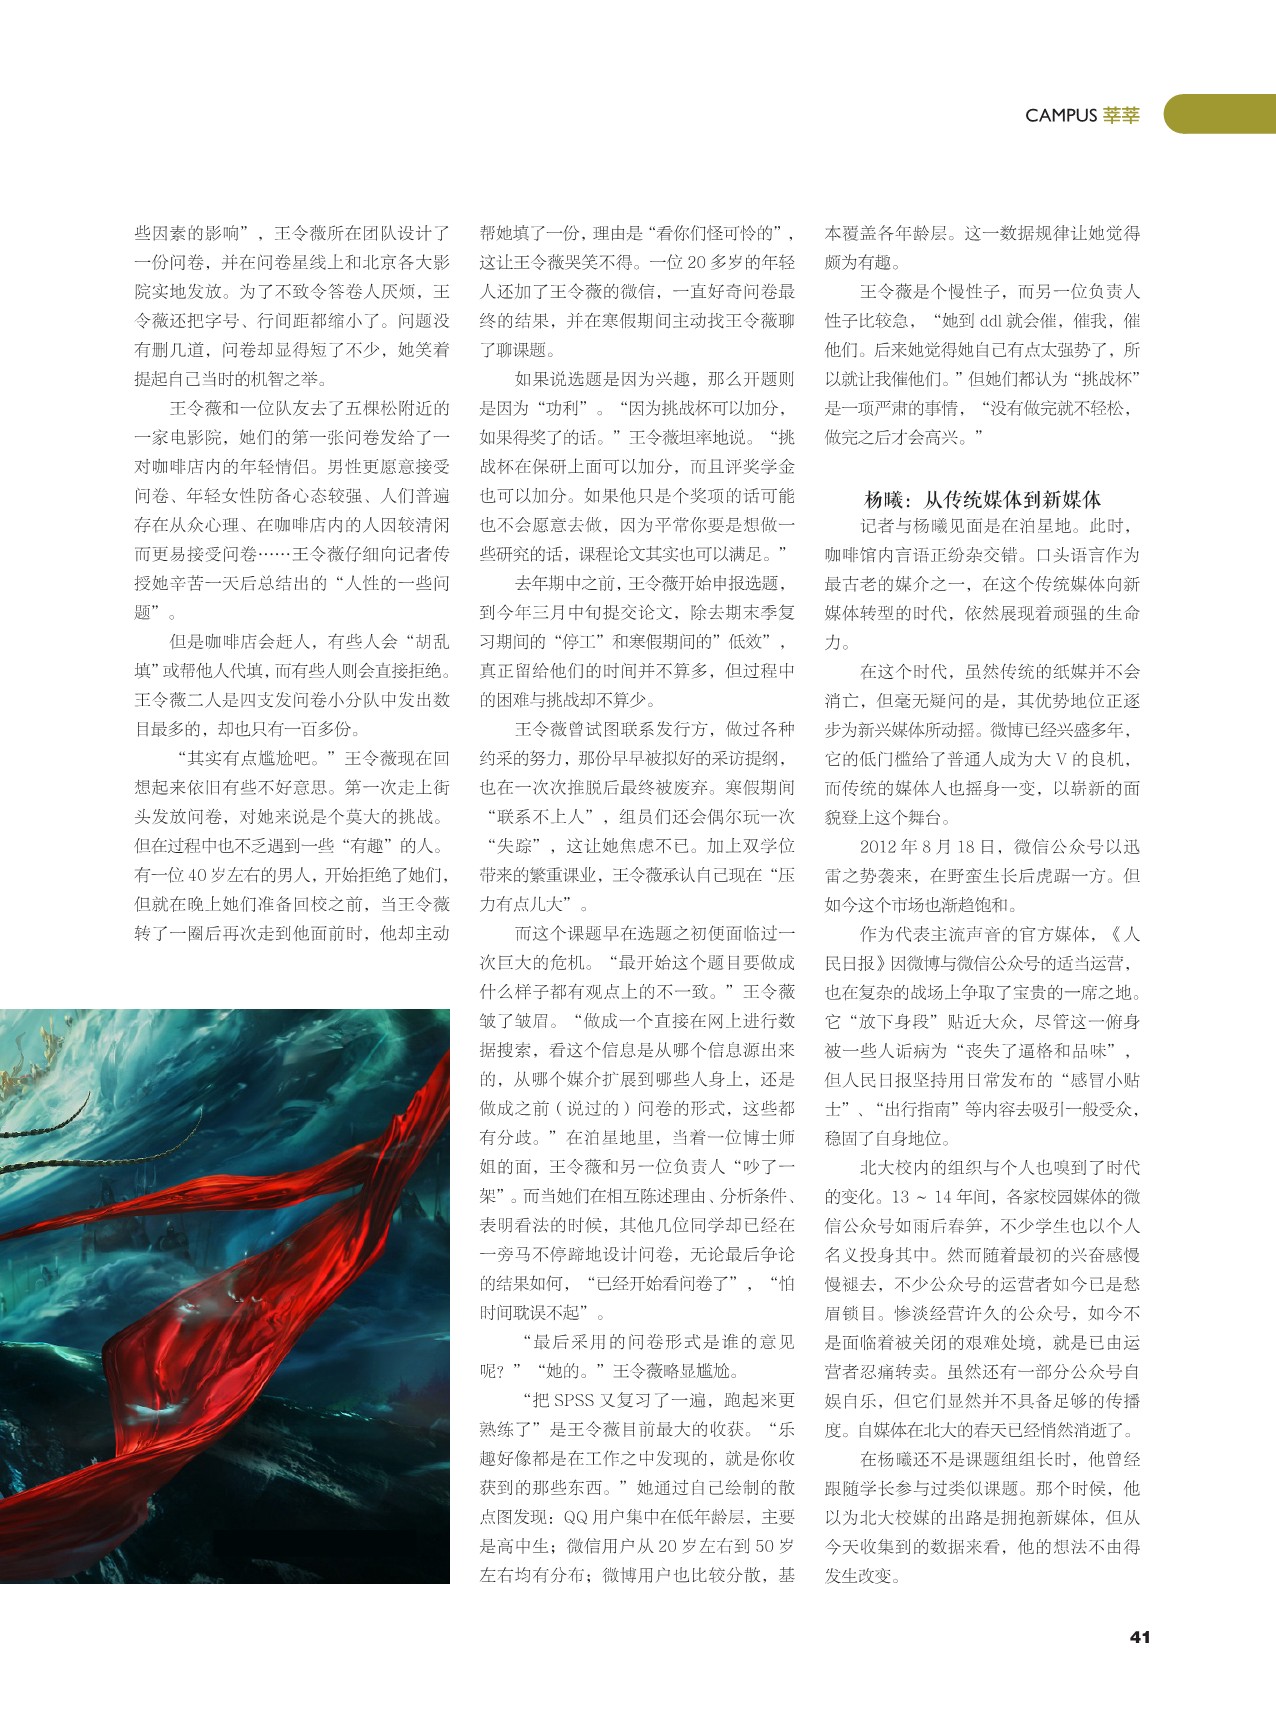 CAMPUS 莘莘
些因素的影响”，王令薇所在团队设计了
一份问卷，并在问卷星线上和北京各大影
院实地发放。为了不致令答卷人厌烦，王
令薇还把字号、行间距都缩小了。问题没
有删几道，问卷却显得短了不少，她笑着
提起自己当时的机智之举。
王令薇和一位队友去了五棵松附近的
一家电影院，她们的第一张问卷发给了一
对咖啡店内的年轻情侣。男性更愿意接受
问卷、年轻女性防备心态较强、人们普遍
存在从众心理、在咖啡店内的人因较清闲
而更易接受问卷……王令薇仔细向记者传
授她辛苦一天后总结出的“人性的一些问
题”。
但是咖啡店会赶人，有些人会“胡乱
填”或帮他人代填，而有些人则会直接拒绝。
王令薇二人是四支发问卷小分队中发出数
目最多的，却也只有一百多份。
“其实有点尴尬吧。”王令薇现在回
想起来依旧有些不好意思。第一次走上街
头发放问卷，对她来说是个莫大的挑战。
但在过程中也不乏遇到一些“有趣”的人。
有一位 40 岁左右的男人，开始拒绝了她们，
但就在晚上她们准备回校之前，当王令薇
转了一圈后再次走到他面前时，他却主动
帮她填了一份，理由是“看你们怪可怜的”，
这让王令薇哭笑不得。一位 20 多岁的年轻
人还加了王令薇的微信，一直好奇问卷最
终的结果，并在寒假期间主动找王令薇聊
了聊课题。
如果说选题是因为兴趣，那么开题则
是因为“功利”。“因为挑战杯可以加分，
如果得奖了的话。”王令薇坦率地说。“挑
战杯在保研上面可以加分，而且评奖学金
也可以加分。如果他只是个奖项的话可能
也不会愿意去做，因为平常你要是想做一
些研究的话，课程论文其实也可以满足。”
去年期中之前，王令薇开始申报选题，
到今年三月中旬提交论文，除去期末季复
习期间的“停工”和寒假期间的”低效”，
真正留给他们的时间并不算多，但过程中
的困难与挑战却不算少。
王令薇曾试图联系发行方，做过各种
约采的努力，那份早早被拟好的采访提纲，
也在一次次推脱后最终被废弃。寒假期间
“联系不上人”，组员们还会偶尔玩一次
“失踪”，这让她焦虑不已。加上双学位
带来的繁重课业，王令薇承认自己现在“压
力有点儿大”。
而这个课题早在选题之初便面临过一
次巨大的危机。“最开始这个题目要做成
什么样子都有观点上的不一致。”王令薇
皱了皱眉。“做成一个直接在网上进行数
据搜索，看这个信息是从哪个信息源出来
的，从哪个媒介扩展到哪些人身上，还是
做成之前（说过的）问卷的形式，这些都
有分歧。”在泊星地里，当着一位博士师
姐的面，王令薇和另一位负责人“吵了一
架”。而当她们在相互陈述理由、分析条件、
表明看法的时候，其他几位同学却已经在
一旁马不停蹄地设计问卷，无论最后争论
的结果如何，“已经开始看问卷了”，“怕
时间耽误不起”。
“最后采用的问卷形式是谁的意见
呢？”“她的。”王令薇略显尴尬。
“把 SPSS 又复习了一遍，跑起来更
熟练了”是王令薇目前最大的收获。“乐
趣好像都是在工作之中发现的，就是你收
获到的那些东西。”她通过自己绘制的散
点图发现：QQ 用户集中在低年龄层，主要
是高中生；微信用户从 20 岁左右到 50 岁
左右均有分布；微博用户也比较分散，基
本覆盖各年龄层。这一数据规律让她觉得
颇为有趣。
王令薇是个慢性子，而另一位负责人
性子比较急，“她到 ddl 就会催，催我，催
他们。后来她觉得她自己有点太强势了，所
以就让我催他们。”但她们都认为“挑战杯”
是一项严肃的事情，“没有做完就不轻松，
做完之后才会高兴。”
杨曦：从传统媒体到新媒体
记者与杨曦见面是在泊星地。此时，
咖啡馆内言语正纷杂交错。口头语言作为
最古老的媒介之一，在这个传统媒体向新
媒体转型的时代，依然展现着顽强的生命
力。
在这个时代，虽然传统的纸媒并不会
消亡，但毫无疑问的是，其优势地位正逐
步为新兴媒体所动摇。微博已经兴盛多年，
它的低门槛给了普通人成为大 V 的良机，
而传统的媒体人也摇身一变，以崭新的面
貌登上这个舞台。
2012 年 8 月 18 日，微信公众号以迅
雷之势袭来，在野蛮生长后虎踞一方。但
如今这个市场也渐趋饱和。
作为代表主流声音的官方媒体，《人
民日报》因微博与微信公众号的适当运营，
也在复杂的战场上争取了宝贵的一席之地。
它“放下身段”贴近大众，尽管这一俯身
被一些人诟病为“丧失了逼格和品味”，
但人民日报坚持用日常发布的“感冒小贴
士”、“出行指南”等内容去吸引一般受众，
稳固了自身地位。
北大校内的组织与个人也嗅到了时代
的变化。13 ～ 14 年间，各家校园媒体的微
信公众号如雨后春笋，不少学生也以个人
名义投身其中。然而随着最初的兴奋感慢
慢褪去，不少公众号的运营者如今已是愁
眉锁目。惨淡经营许久的公众号，如今不
是面临着被关闭的艰难处境，就是已由运
营者忍痛转卖。虽然还有一部分公众号自
娱自乐，但它们显然并不具备足够的传播
度。自媒体在北大的春天已经悄然消逝了。
在杨曦还不是课题组组长时，他曾经
跟随学长参与过类似课题。那个时候，他
以为北大校媒的出路是拥抱新媒体，但从
今天收集到的数据来看，他的想法不由得
发生改变。
41